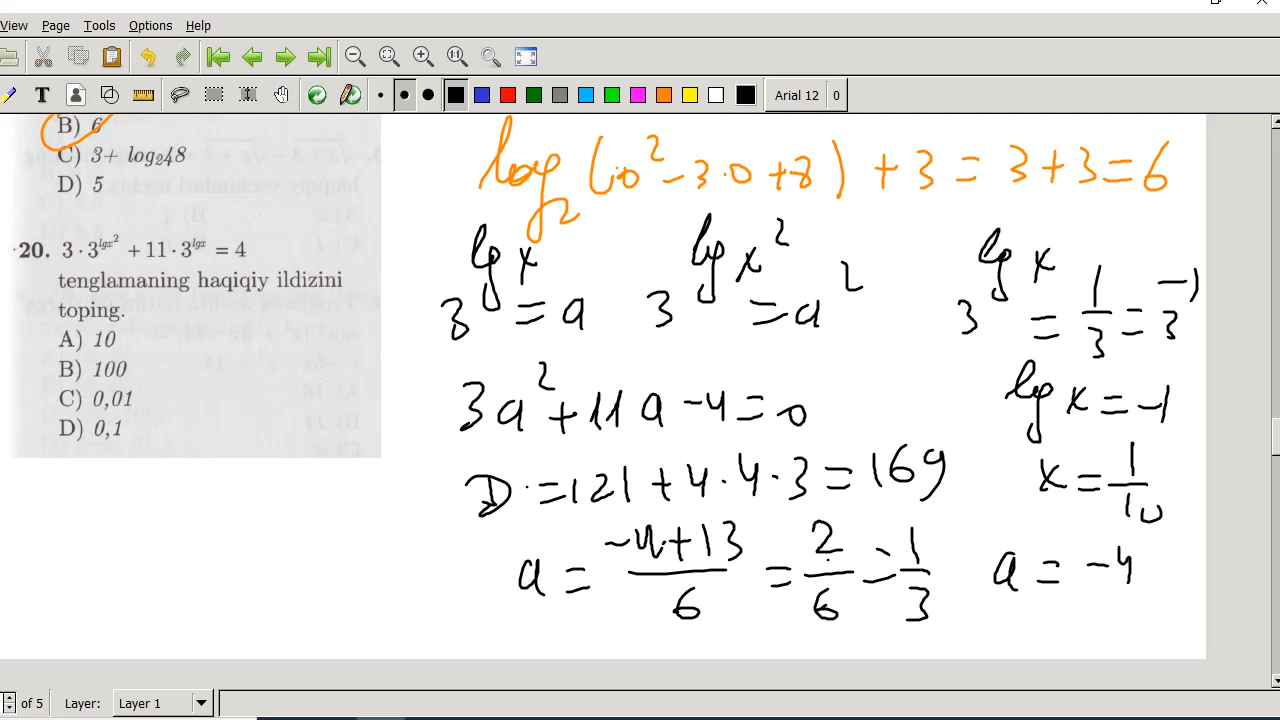 View Page Tools Options Help
T Arial 12 0
B) 6
C) 3+ log₂48
D) 5
20. 3·3^{lgx²} + 11·3^{lgx} = 4
tenglamaning haqiqiy ildizini
toping.
A) 10
B) 100
C) 0,01
D) 0,1
log₂(0² - 3·0 + 8) + 3 = 3 + 3 = 6
3^{lg x} = a
3^{lg x²} = a²
3a² + 11a - 4 = 0
D = 121 + 4·4·3 = 169
a = (-11+13)/6 = 2/6 = 1/3
a = -4
3^{lg x} = 1/3 = 3^{-1}
lg x = -1
x = 1/10
of 5 Layer: Layer 1